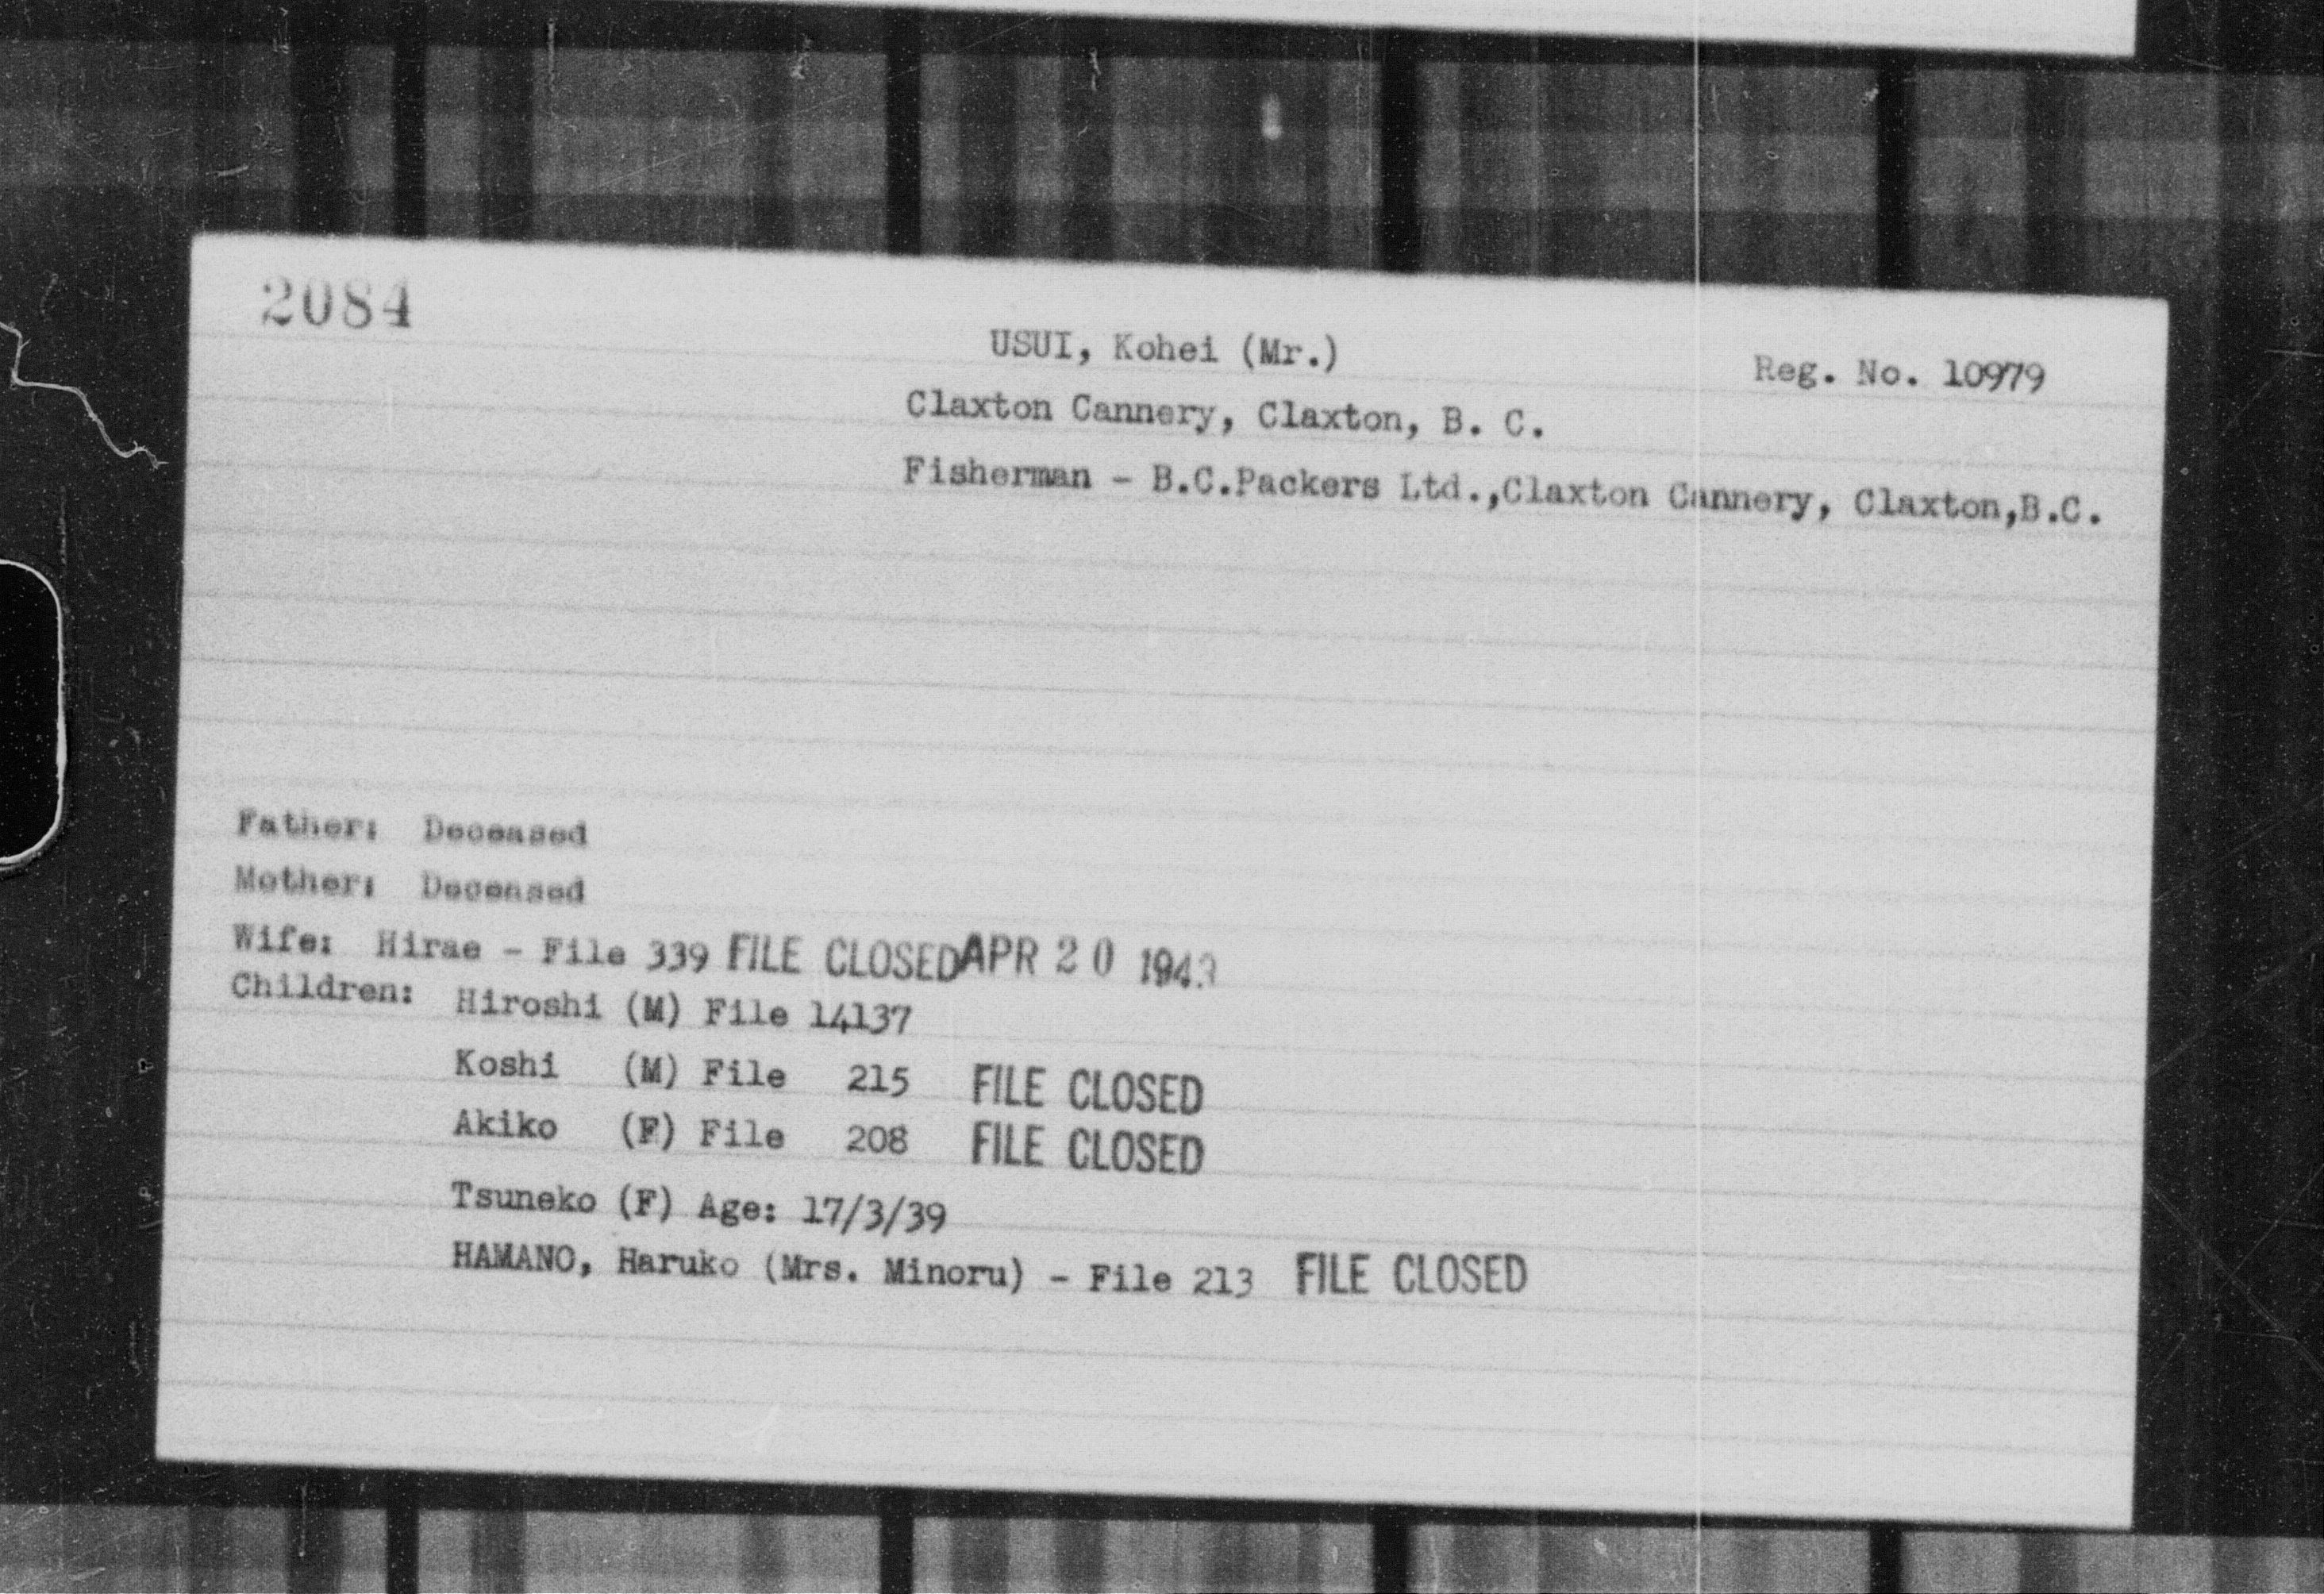 2084
USUI, Kohei (Mr.)
Reg. No. 10979
Claxton Cannery, Claxton, B. C.
Fisherman - B.C.Packers Ltd.,Claxton Cannery, Claxton,B.C.
Father: Deceased
Mother: Deceased
Wife: Hirae - File 339 FILE CLOSED APR 20
Children: Hiroshi (M) File 14137
Koshi (M) File 215 FILE CLOSED
Akiko (F) File 208 FILE CLOSED
Tsuneko (F) Age: 17/3/39
HAMANO, Haruko (Mrs. Minoru) - File 213 FILE CLOSED